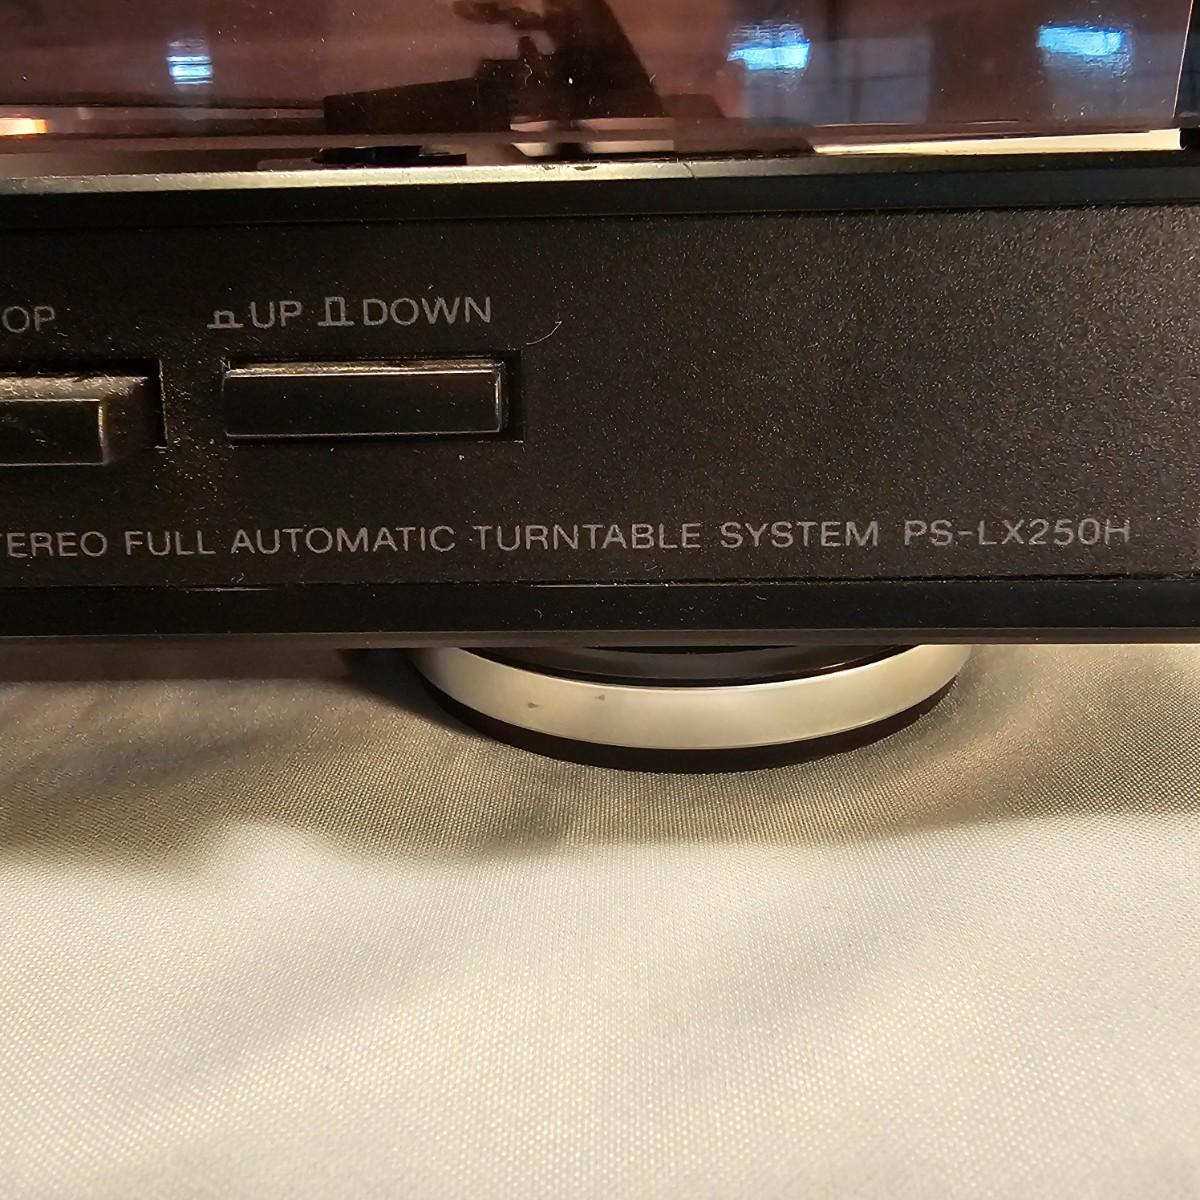 OP UP DOWN
TEREO FULL AUTOMATIC TURNTABLE SYSTEM PS-LX250H